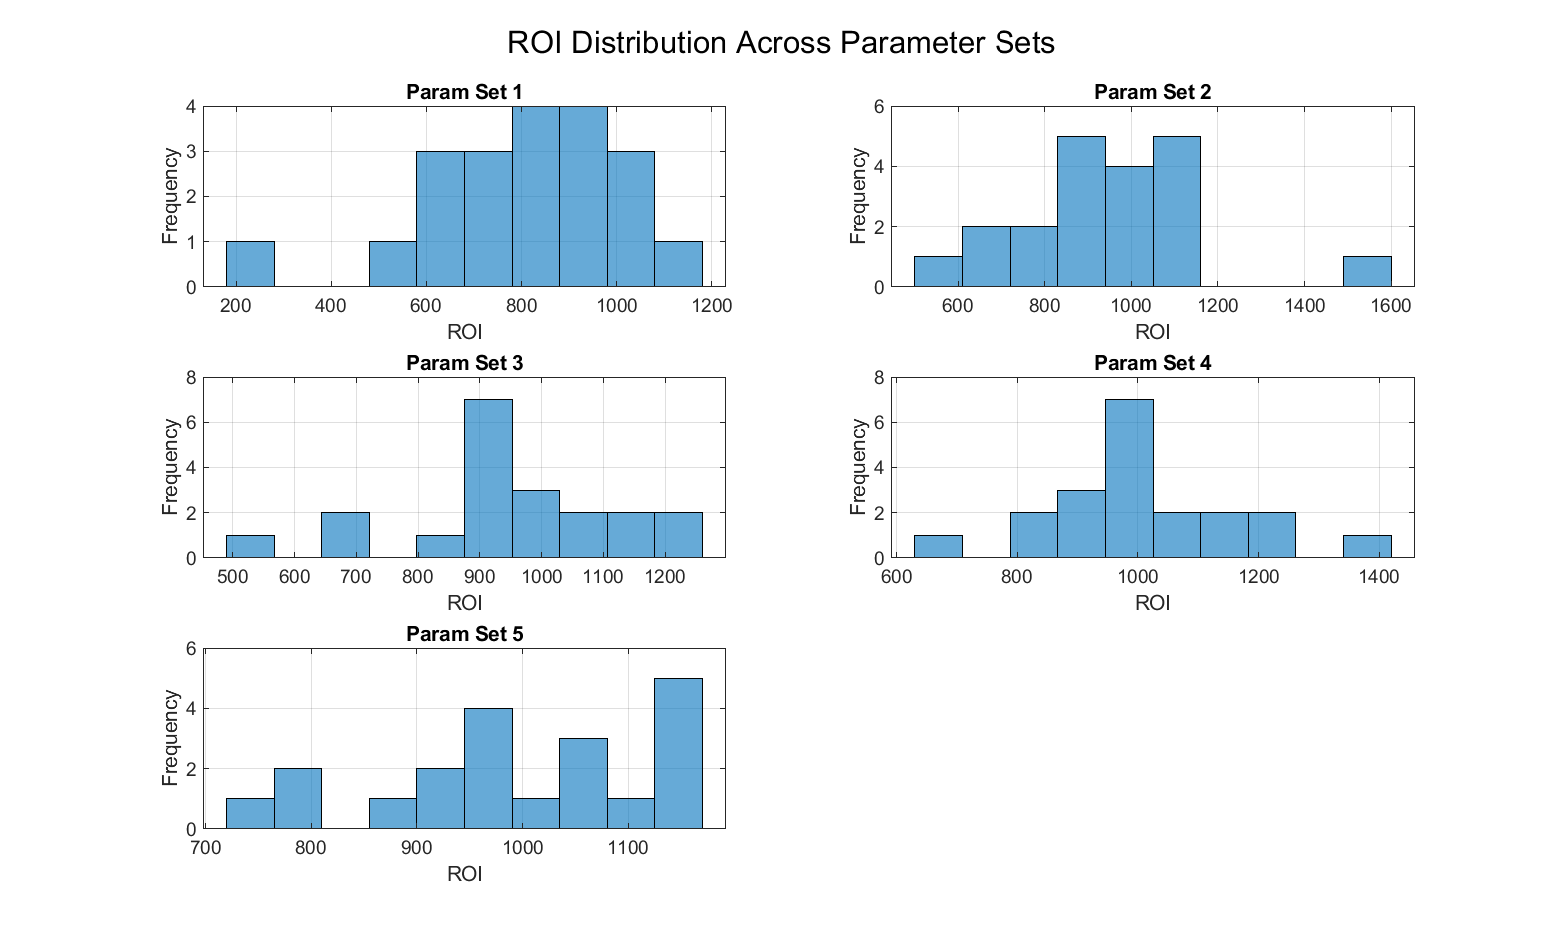 ROI Distribution Across Parameter Sets
Param Set 1
4
3
2
1
0
Frequency
200 400 600 800 1000 1200
ROI
Param Set 2
6
4
2
0
Frequency
600 800 1000 1200 1400 1600
ROI
Param Set 3
8
6
4
2
0
Frequency
500 600 700 800 900 1000 1100 1200
ROI
Param Set 4
8
6
4
2
0
Frequency
600 800 1000 1200 1400
ROI
Param Set 5
6
4
2
0
Frequency
700 800 900 1000 1100
ROI